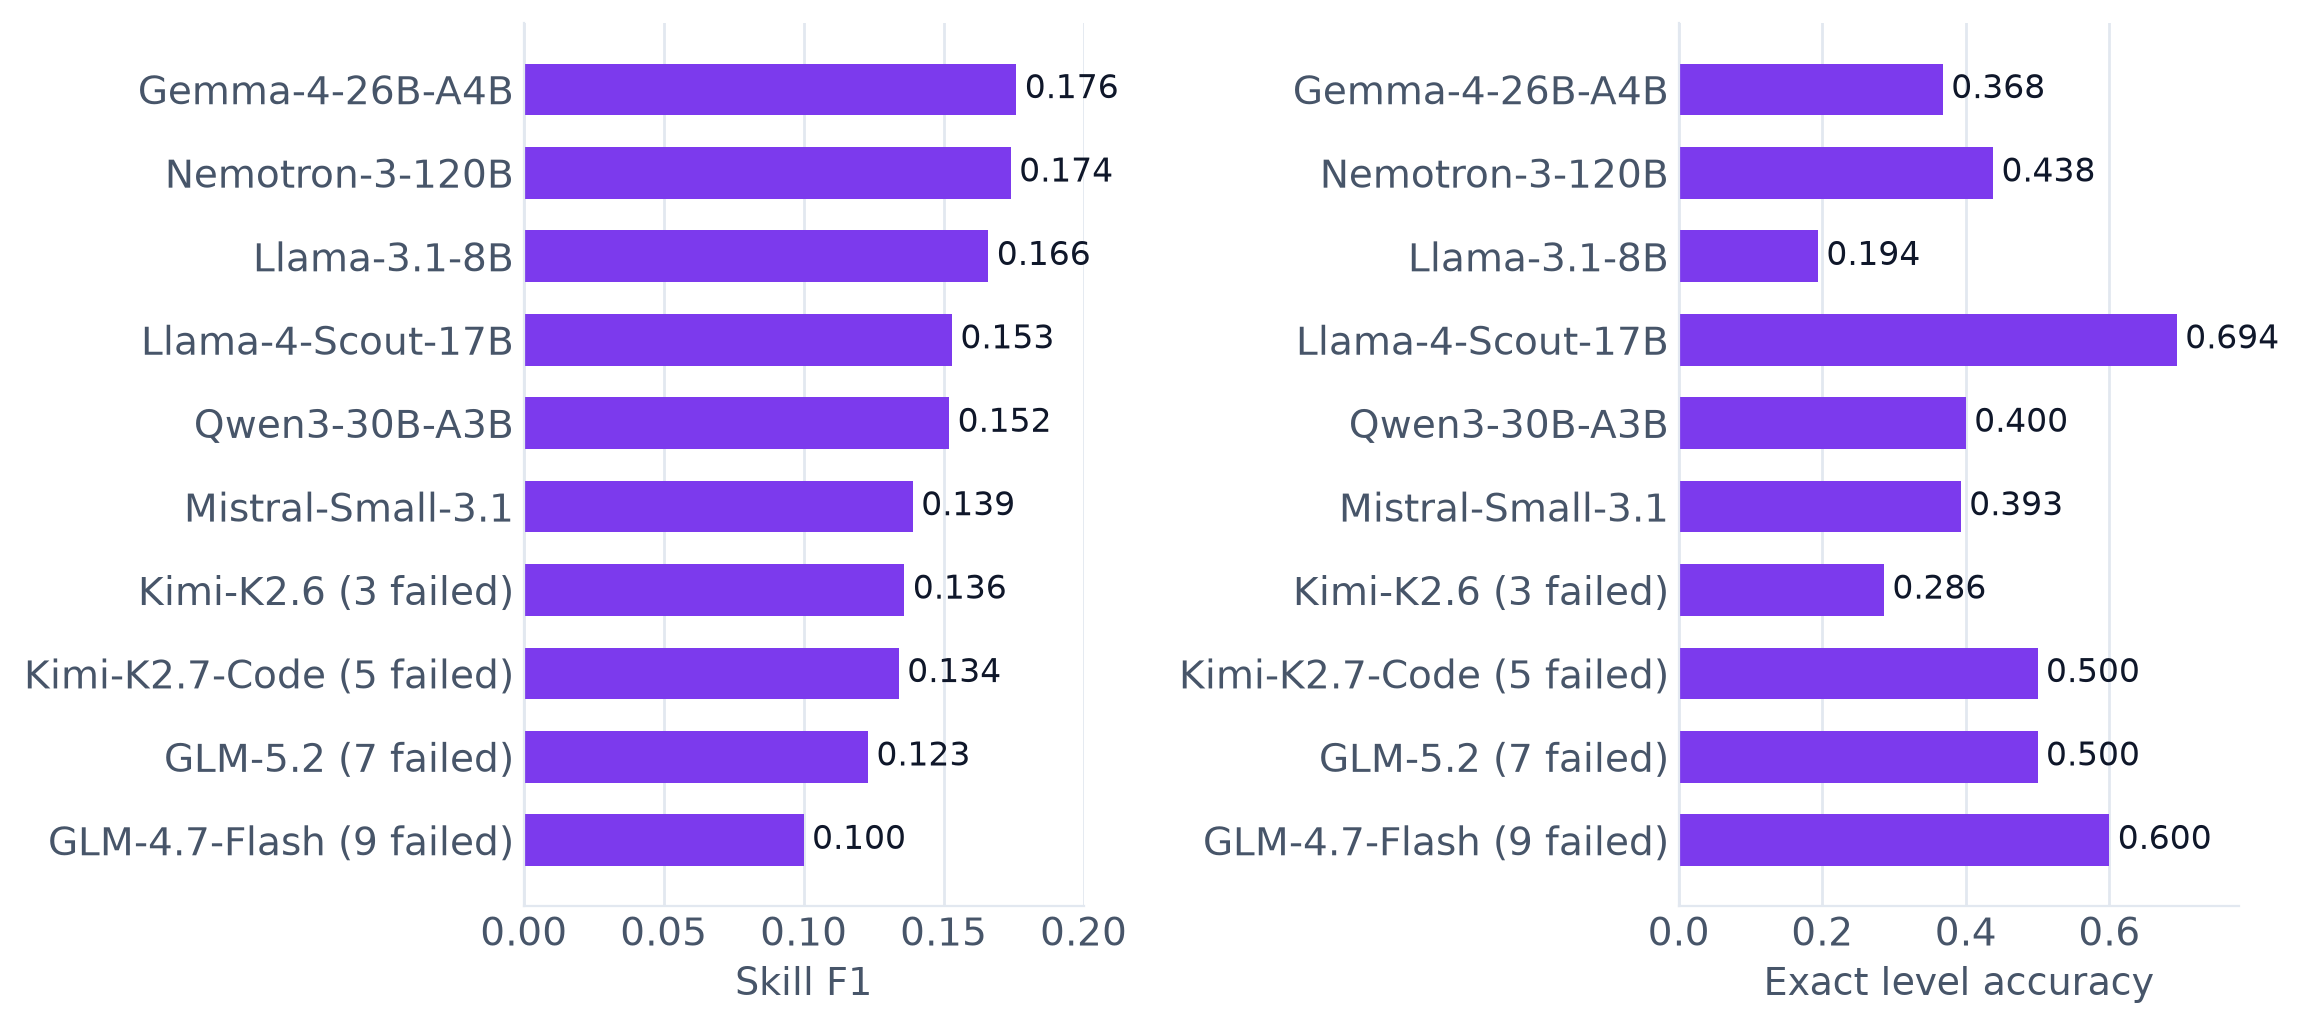 Gemma-4-26B-A4B 0.176
Nemotron-3-120B 0.174
Llama-3.1-8B 0.166
Llama-4-Scout-17B 0.153
Qwen3-30B-A3B 0.152
Mistral-Small-3.1 0.139
Kimi-K2.6 (3 failed) 0.136
Kimi-K2.7-Code (5 failed) 0.134
GLM-5.2 (7 failed) 0.123
GLM-4.7-Flash (9 failed) 0.100
0.00 0.05 0.10 0.15 0.20
Skill F1
Gemma-4-26B-A4B 0.368
Nemotron-3-120B 0.438
Llama-3.1-8B 0.194
Llama-4-Scout-17B 0.694
Qwen3-30B-A3B 0.400
Mistral-Small-3.1 0.393
Kimi-K2.6 (3 failed) 0.286
Kimi-K2.7-Code (5 failed) 0.500
GLM-5.2 (7 failed) 0.500
GLM-4.7-Flash (9 failed) 0.600
0.0 0.2 0.4 0.6
Exact level accuracy